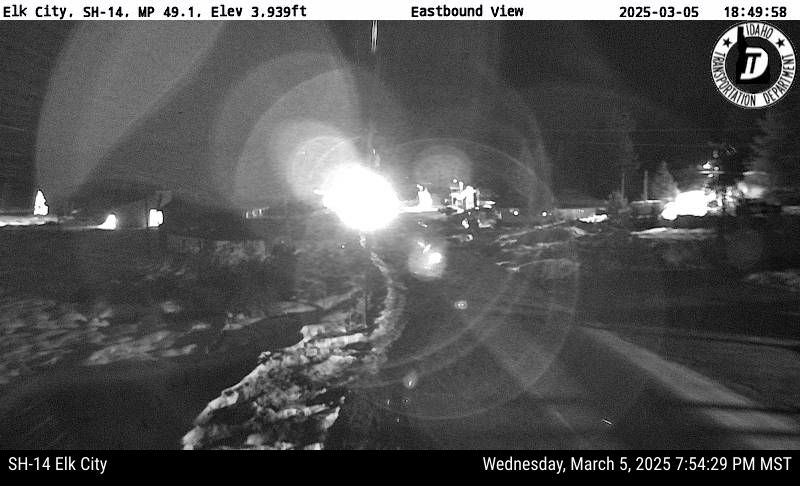 Elk City, SH-14, MP 49.1, Elev 3,939ft Eastbound View 2025-03-05 18:49:58
IDAHO
TRANSPORTATION DEPARTMENT
SH-14 Elk City Wednesday, March 5, 2025 7:54:29 PM MST